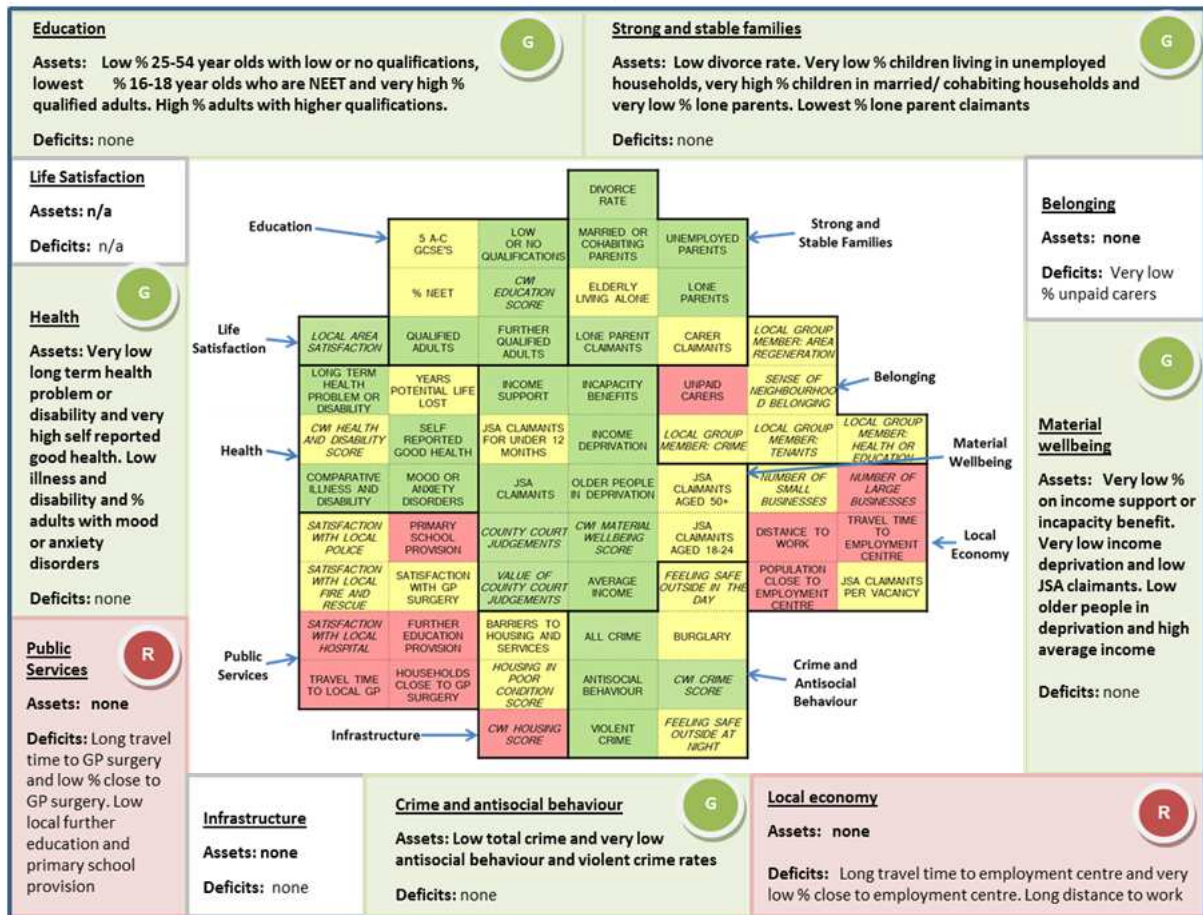 Education
G
Assets: Low % 25-54 year olds with low or no qualifications,
lowest % 16-18 year olds who are NEET and very high %
qualified adults. High % adults with higher qualifications.
Deficits: none
Strong and stable families
G
Assets: Low divorce rate. Very low % children living in unemployed
households, very high % children in married/ cohabiting households and
very low % lone parents. Lowest % lone parent claimants
Deficits: none
Life Satisfaction
Assets: n/a
Deficits: n/a
G
Health
Assets: Very low
long term health
problem or
disability and very
high self reported
good health. Low
illness and
disability and %
adults with mood
or anxiety
disorders
Deficits: none
Public
Services
R
Assets: none
Deficits: Long travel
time to GP surgery
and low % close to
GP surgery. Low
local further
education and
primary school
provision
Education
Life
Satisfaction
Health
Public
Services
Infrastructure
DIVORCE
RATE
5 A-C
GCSE'S
LOW
OR NO
QUALIFICATIONS
MARRIED OR
COHABITING
PARENTS
UNEMPLOYED
PARENTS
% NEET
CWI
EDUCATION
SCORE
ELDERLY
LIVING ALONE
LONE
PARENTS
LOCAL AREA
SATISFACTION
QUALIFIED
ADULTS
FURTHER
QUALIFIED
ADULTS
LONE PARENT
CLAIMANTS
CARER
CLAIMANTS
LOCAL GROUP
MEMBER: AREA
REGENERATION
LONG TERM
HEALTH
PROBLEM OR
DISABILITY
YEARS
POTENTIAL LIFE
LOST
INCOME
SUPPORT
INCAPACITY
BENEFITS
UNPAID
CARERS
SENSE OF
NEIGHBOURHOO
D BELONGING
CWI HEALTH
AND DISABILITY
SCORE
SELF
REPORTED
GOOD HEALTH
JSA CLAIMANTS
FOR UNDER 12
MONTHS
INCOME
DEPRIVATION
LOCAL GROUP
MEMBER: CRIME
LOCAL GROUP
MEMBER:
TENANTS
LOCAL GROUP
MEMBER:
HEALTH OR
EDUCATION
COMPARATIVE
ILLNESS AND
DISABILITY
MOOD OR
ANXIETY
DISORDERS
JSA
CLAIMANTS
OLDER PEOPLE
IN DEPRIVATION
JSA
CLAIMANTS
AGED 50+
NUMBER OF
SMALL
BUSINESSES
NUMBER OF
LARGE
BUSINESSES
SATISFACTION
WITH LOCAL
POLICE
PRIMARY
SCHOOL
PROVISION
COUNTY COURT
JUDGEMENTS
CWI MATERIAL
WELLBEING
SCORE
JSA
CLAIMANTS
AGED 18-24
DISTANCE TO
WORK
TRAVEL TIME
TO
EMPLOYMENT
CENTRE
SATISFACTION
WITH LOCAL
FIRE AND
RESCUE
SATISFACTION
WITH GP
SURGERY
VALUE OF
COUNTY COURT
JUDGEMENTS
AVERAGE
INCOME
FEELING SAFE
OUTSIDE IN THE
DAY
POPULATION
CLOSE TO
EMPLOYMENT
CENTRE
JSA CLAIMANTS
PER VACANCY
SATISFACTION
WITH LOCAL
HOSPITAL
FURTHER
EDUCATION
PROVISION
BARRIERS TO
HOUSING AND
SERVICES
ALL CRIME
BURGLARY
TRAVEL TIME
TO LOCAL GP
HOUSEHOLDS
CLOSE TO GP
SURGERY
HOUSING IN
POOR
CONDITION
SCORE
ANTISOCIAL
BEHAVIOUR
CWI CRIME
SCORE
CWI HOUSING
SCORE
VIOLENT
CRIME
FEELING SAFE
OUTSIDE AT
NIGHT
Strong and
Stable Families
Belonging
Material
Wellbeing
Local
Economy
Crime and
Antisocial
Behaviour
Belonging
Assets: none
Deficits: Very low
% unpaid carers
G
Material
wellbeing
Assets: Very low %
on income support or
incapacity benefit.
Very low income
deprivation and low
JSA claimants. Low
older people in
deprivation and high
average income
Deficits: none
Infrastructure
Assets: none
Deficits: none
Crime and antisocial behaviour
G
Assets: Low total crime and very low
antisocial behaviour and violent crime rates
Deficits: none
Local economy
R
Assets: none
Deficits: Long travel time to employment centre and very
low % close to employment centre. Long distance to work